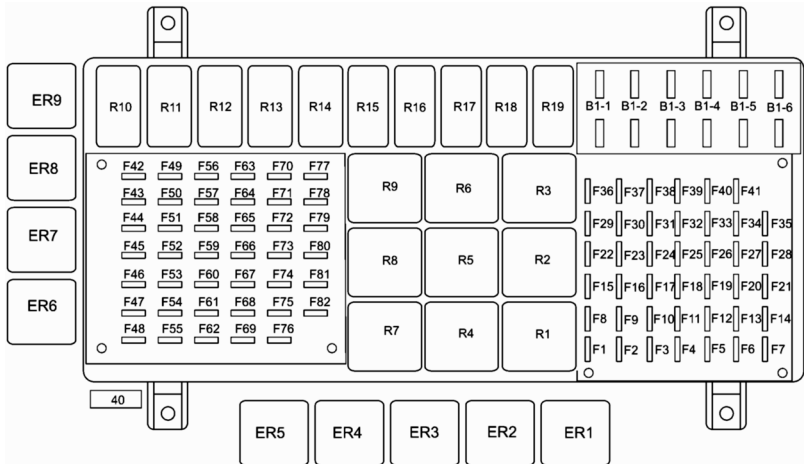 ER9
ER8
ER7
ER6
R10 R11 R12 R13 R14 R15 R16 R17 R18 R19
B1-1 B1-2 B1-3 B1-4 B1-5 B1-6
F42 F49 F56 F63 F70 F77
F43 F50 F57 F64 F71 F78
F44 F51 F58 F65 F72 F79
F45 F52 F59 F66 F73 F80
F46 F53 F60 F67 F74 F81
F47 F54 F61 F68 F75 F82
F48 F55 F62 F69 F76
R9 R6 R3
R8 R5 R2
R7 R4 R1
F36 F37 F38 F39 F40 F41
F29 F30 F31 F32 F33 F34 F35
F22 F23 F24 F25 F26 F27 F28
F15 F16 F17 F18 F19 F20 F21
F8 F9 F10 F11 F12 F13 F14
F1 F2 F3 F4 F5 F6 F7
40
ER5 ER4 ER3 ER2 ER1